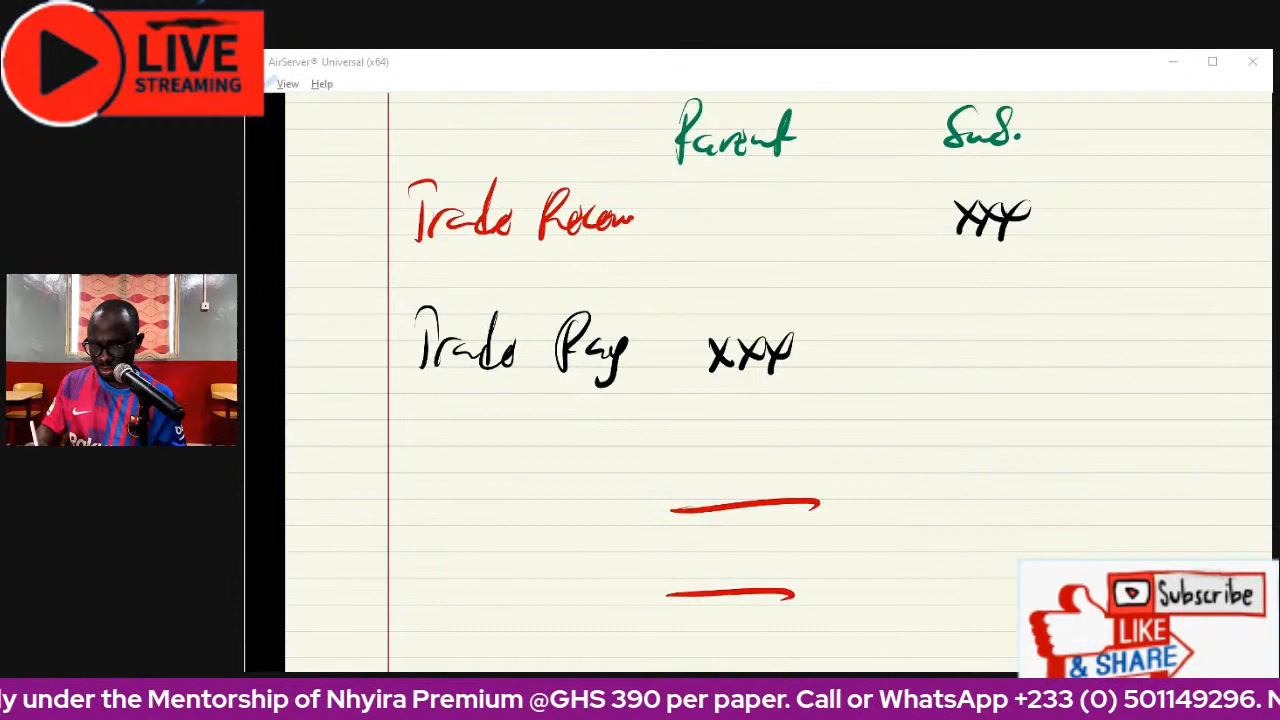 LIVE
STREAMING
AirServer® Universal (x64)
View Help
Parent Sub.
Trade xxx
Trade Pay xxx
Subscribe
LIKE
& SHARE
ly under the Mentorship of Nhyira Premium @GHS 390 per paper. Call or WhatsApp +233 (0) 501149296. N